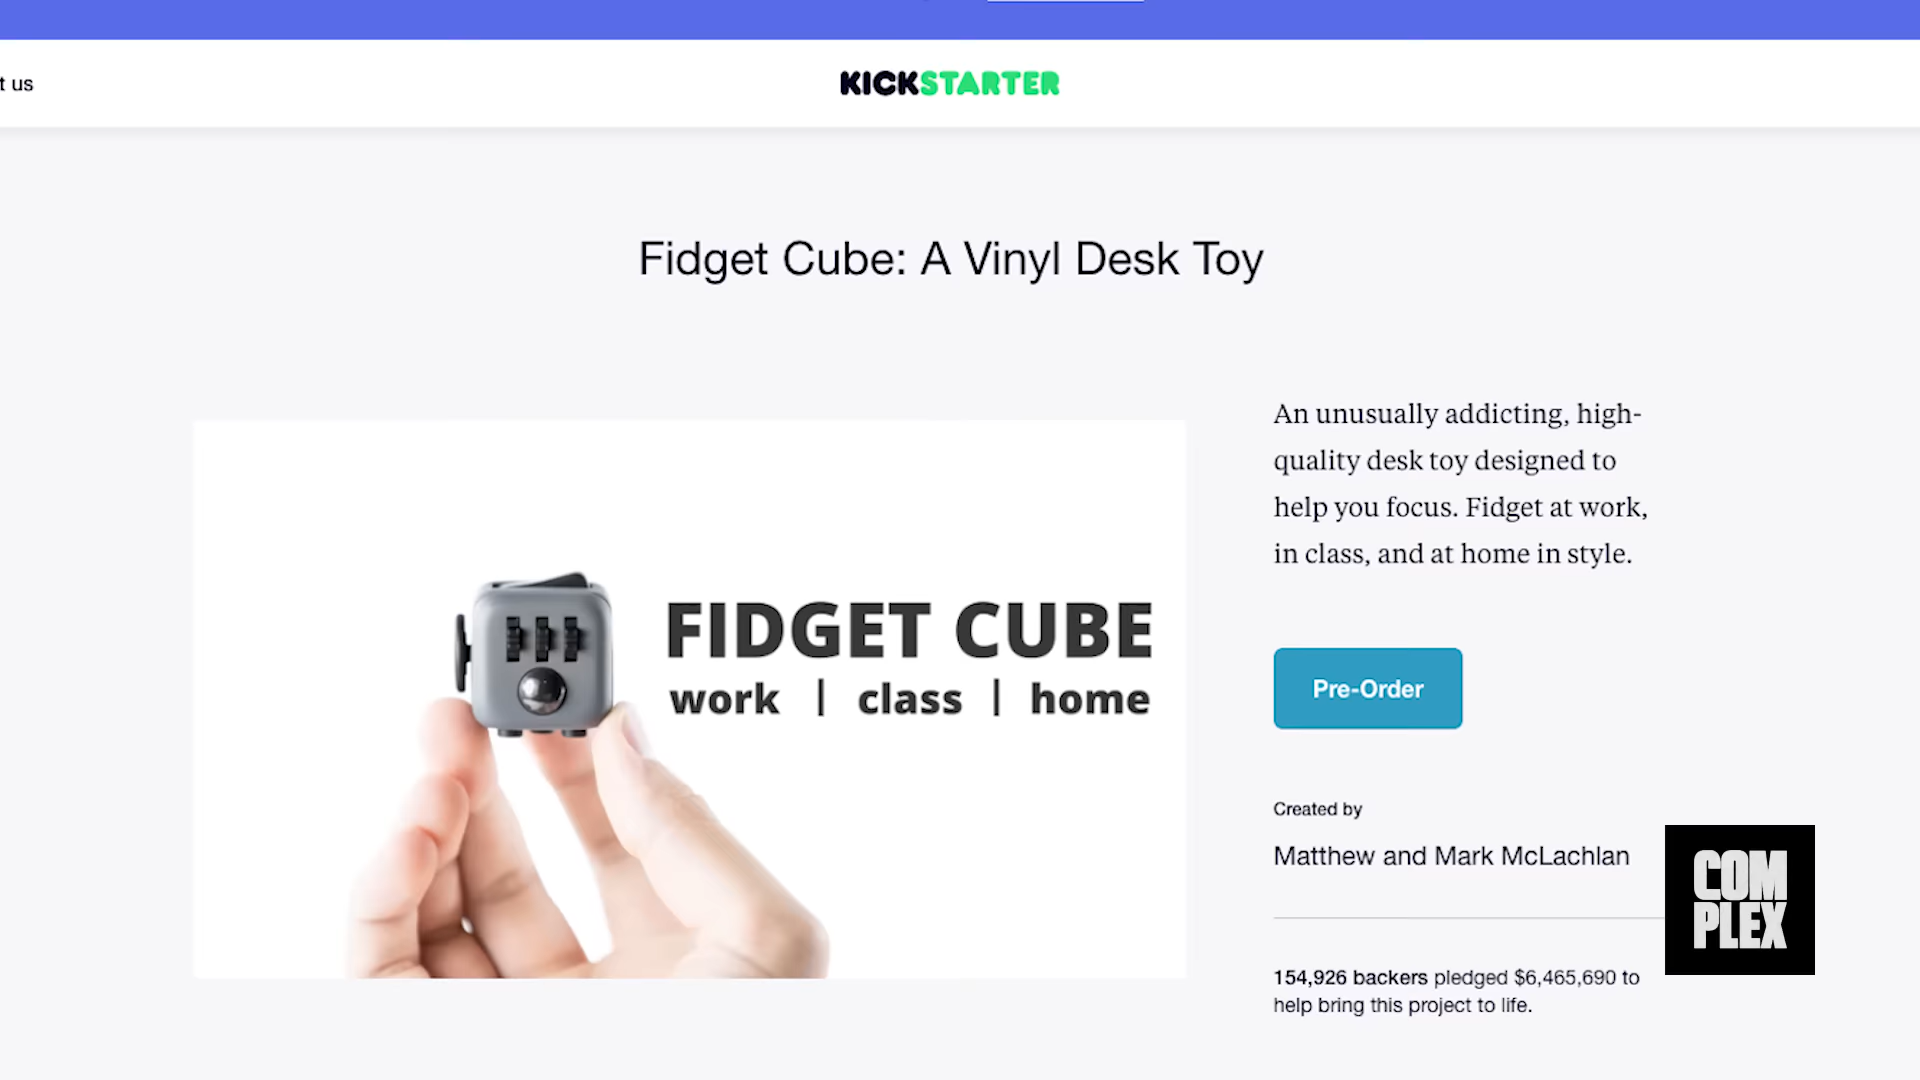 t us
KICKSTARTER
Fidget Cube: A Vinyl Desk Toy
An unusually addicting, high-
quality desk toy designed to
help you focus. Fidget at work,
in class, and at home in style.
FIDGET CUBE
work | class | home
Pre-Order
Created by
Matthew and Mark McLachlan
COM
PLEX
154,926 backers pledged $6,465,690 to
help bring this project to life.